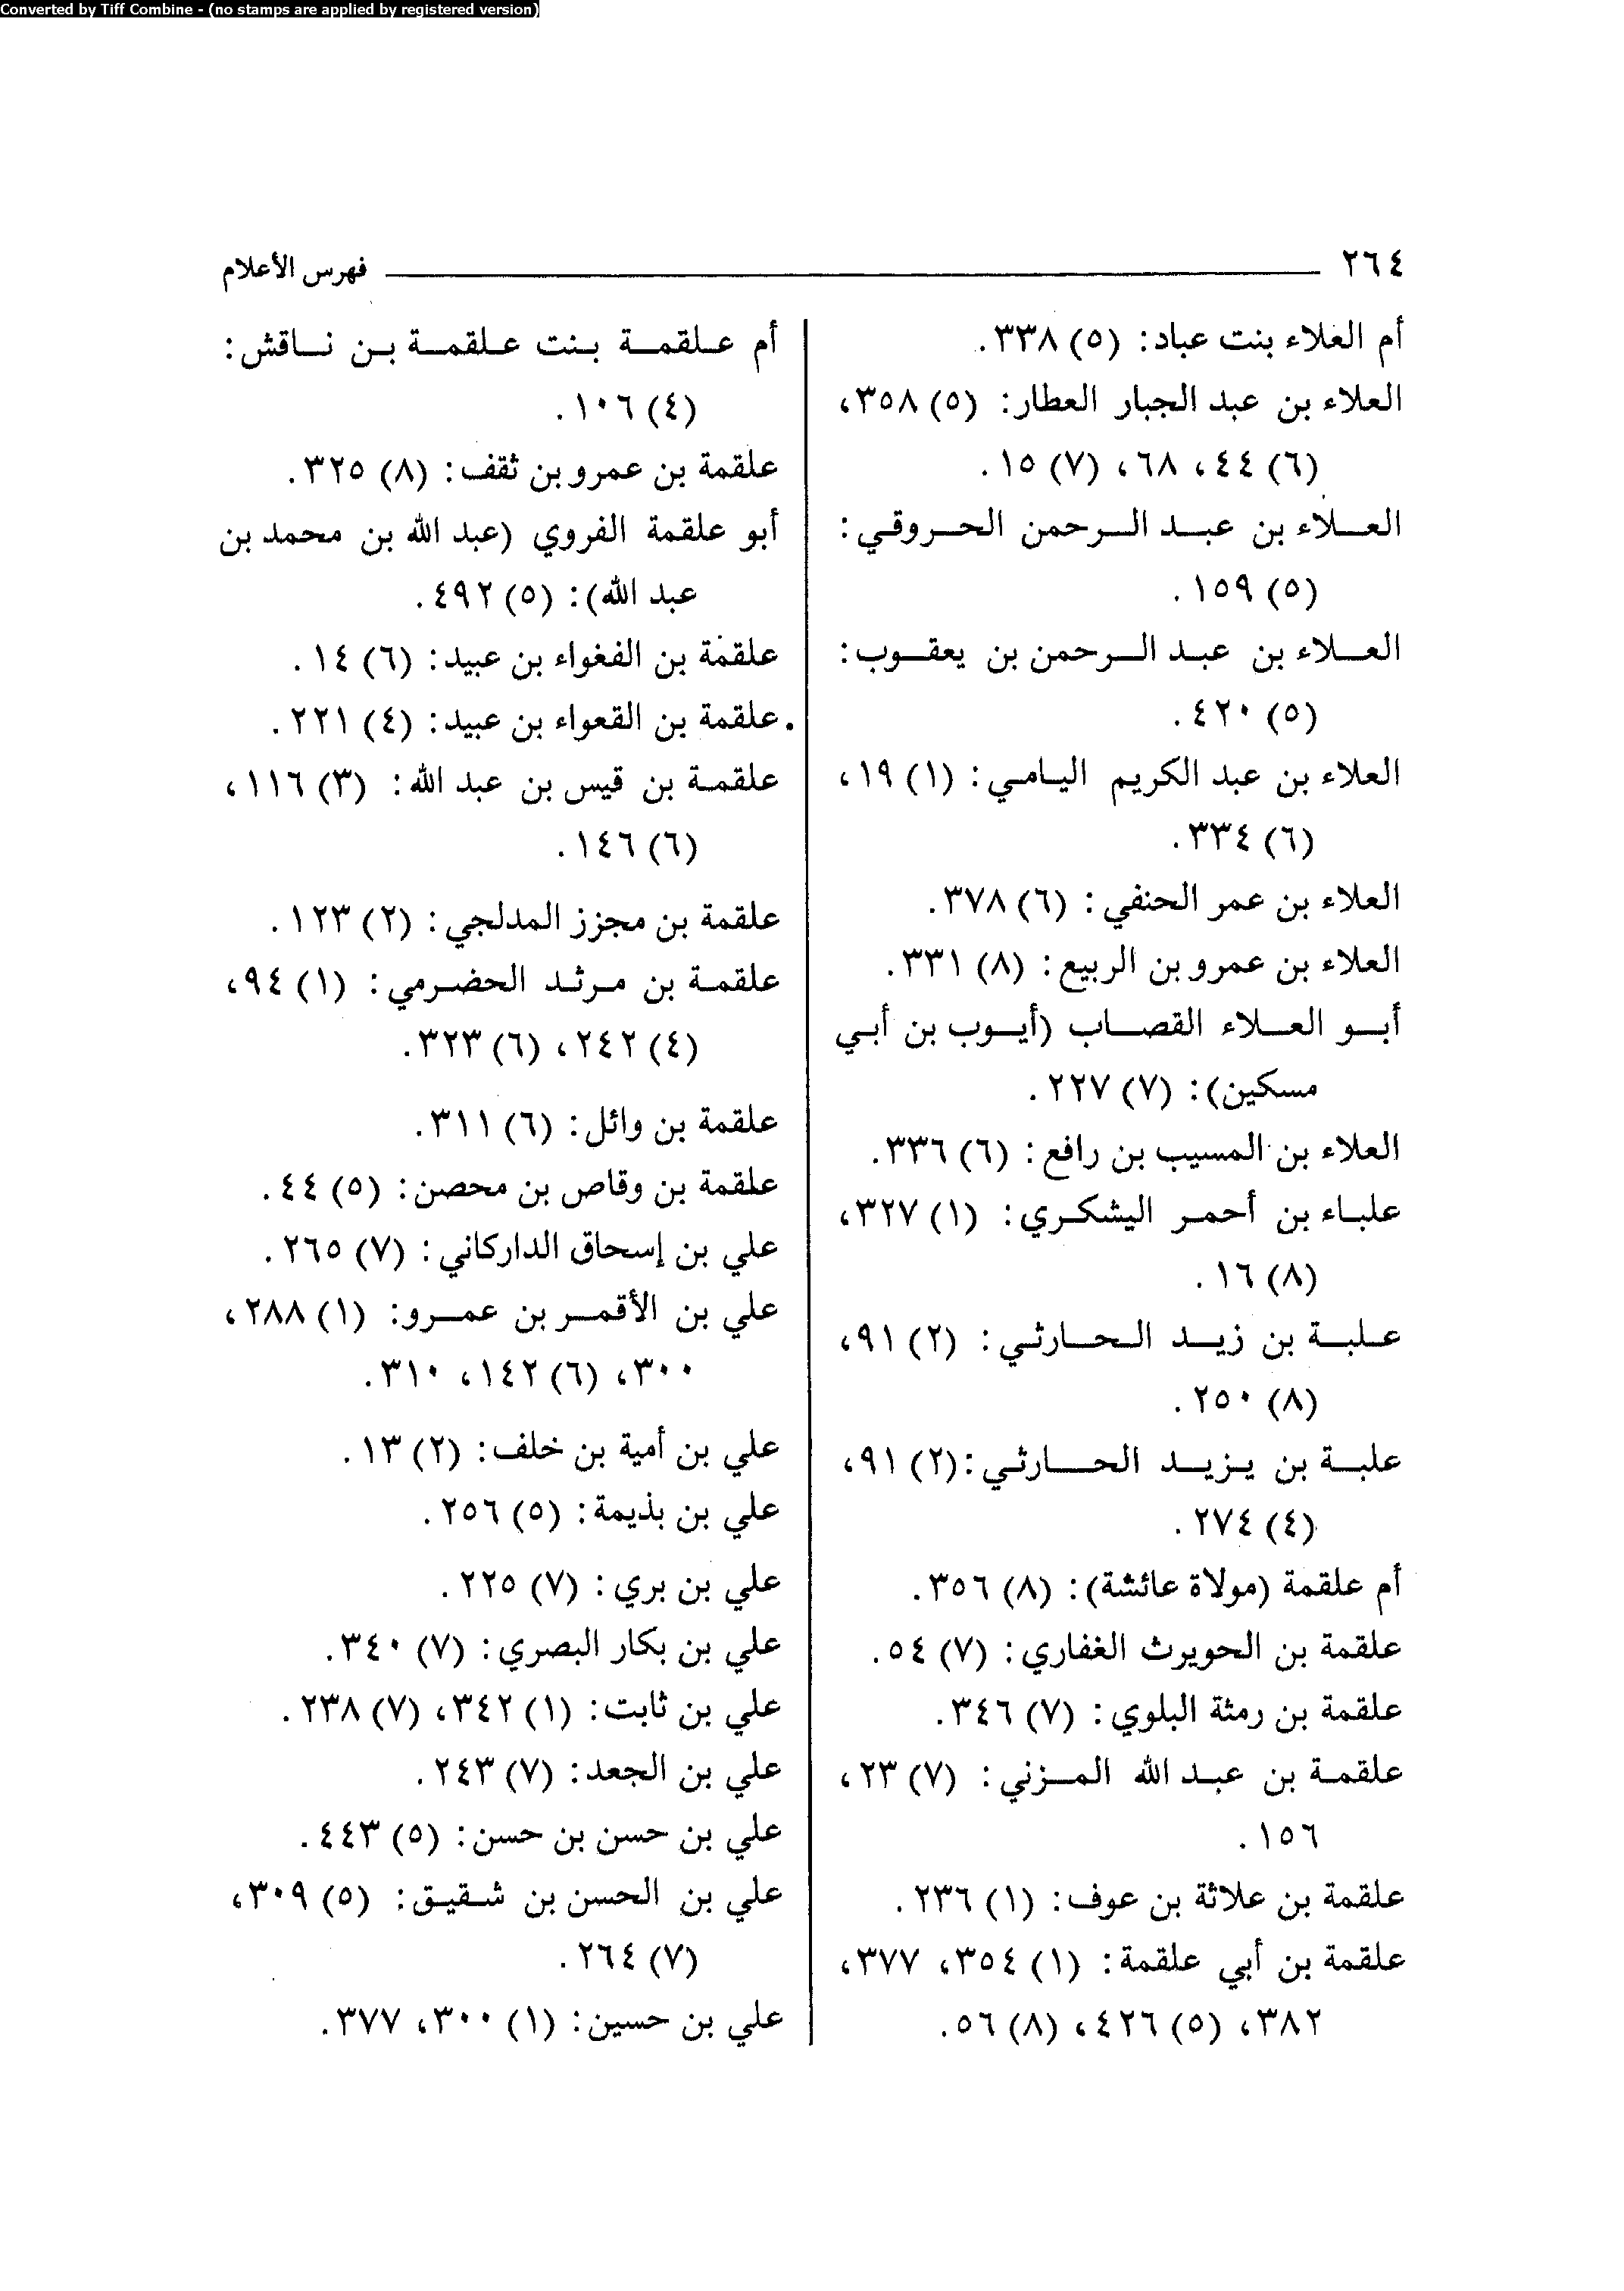 Converted by Tiff Combine - (no stamps are applied by registered version)
٢٦٤
فهرس الأعلام
أم العلاء بنت عباد: (٥) ٣٣٨.
العلاء بن عبد الجبار العطار: (٥) ٣٥٨،
(٦) ٤٤، ٦٨، (٧) ١٥.
العلاء بن عبد الرحمن الحروقي:
(٥) ١٥٩.
العلاء بن عبد الرحمن بن يعقوب:
(٥) ٤٢٠.
العلاء بن عبد الكريم اليامي: (١) ١٩،
(٦) ٣٣٤.
العلاء بن عمر الحنفي: (٦) ٣٧٨.
العلاء بن عمرو بن الربيع: (٨) ٣٣١.
أبو العلاء القصاب (أيوب بن أبي
مسكين): (٧) ٢٢٧.
العلاء بن المسيب بن رافع: (٦) ٣٣٦.
علباء بن أحمر اليشكري: (١) ٣٢٧،
(٨) ١٦.
علبة بن زيد الحارثي: (٢) ٩١،
(٨) ٢٥٠.
علبة بن يزيد الحارثي: (٢) ٩١،
(٤) ٢٧٤.
أم علقمة (مولاة عائشة): (٨) ٣٥٦.
علقمة بن الحويرث الغفاري: (٧) ٥٤.
علقمة بن رمثة البلوي: (٧) ٣٤٦.
علقمة بن عبد الله المزني: (٧) ٢٣،
١٥٦.
علقمة بن علاثة بن عوف: (١) ٢٣٦.
علقمة بن أبي علقمة: (١) ٣٥٤، ٣٧٧،
٣٨٢، (٥) ٤٢٦، (٨) ٥٦.
أم علقمة بنت علقمة بن ناقش:
(٤) ١٠٦.
علقمة بن عمرو بن ثقف: (٨) ٣٢٥.
أبو علقمة الفروي (عبد الله بن محمد بن
عبد الله): (٥) ٤٩٢.
علقمة بن الفغواء بن عبيد: (٦) ١٤.
علقمة بن القعواء بن عبيد: (٤) ٢٢١.
علقمة بن قيس بن عبد الله: (٣) ١١٦،
(٦) ١٤٦.
علقمة بن مجزز المدلجي: (٢) ١٢٣.
علقمة بن مرثد الحضرمي: (١) ٩٤،
(٤) ٢٤٢، (٦) ٣٢٣.
علقمة بن وائل: (٦) ٣١١.
علقمة بن وقاص بن محصن: (٥) ٤٤.
علي بن إسحاق الداركاني: (٧) ٢٦٥.
علي بن الأقمر بن عمرو: (١) ٢٨٨،
٣٠٠، (٦) ١٤٢، ٣١٠.
علي بن أمية بن خلف: (٢) ١٣.
علي بن بذيمة: (٥) ٢٥٦.
علي بن بري: (٧) ٢٢٥.
علي بن بكار البصري: (٧) ٣٤٠.
علي بن ثابت: (١) ٣٤٢، (٧) ٢٣٨.
علي بن الجعد: (٧) ٢٤٣.
علي بن حسن بن حسن: (٥) ٤٤٣.
علي بن الحسن بن شقيق: (٥) ٣٠٩،
(٧) ٢٦٤.
علي بن حسين: (١) ٣٠٠، ٣٧٧.